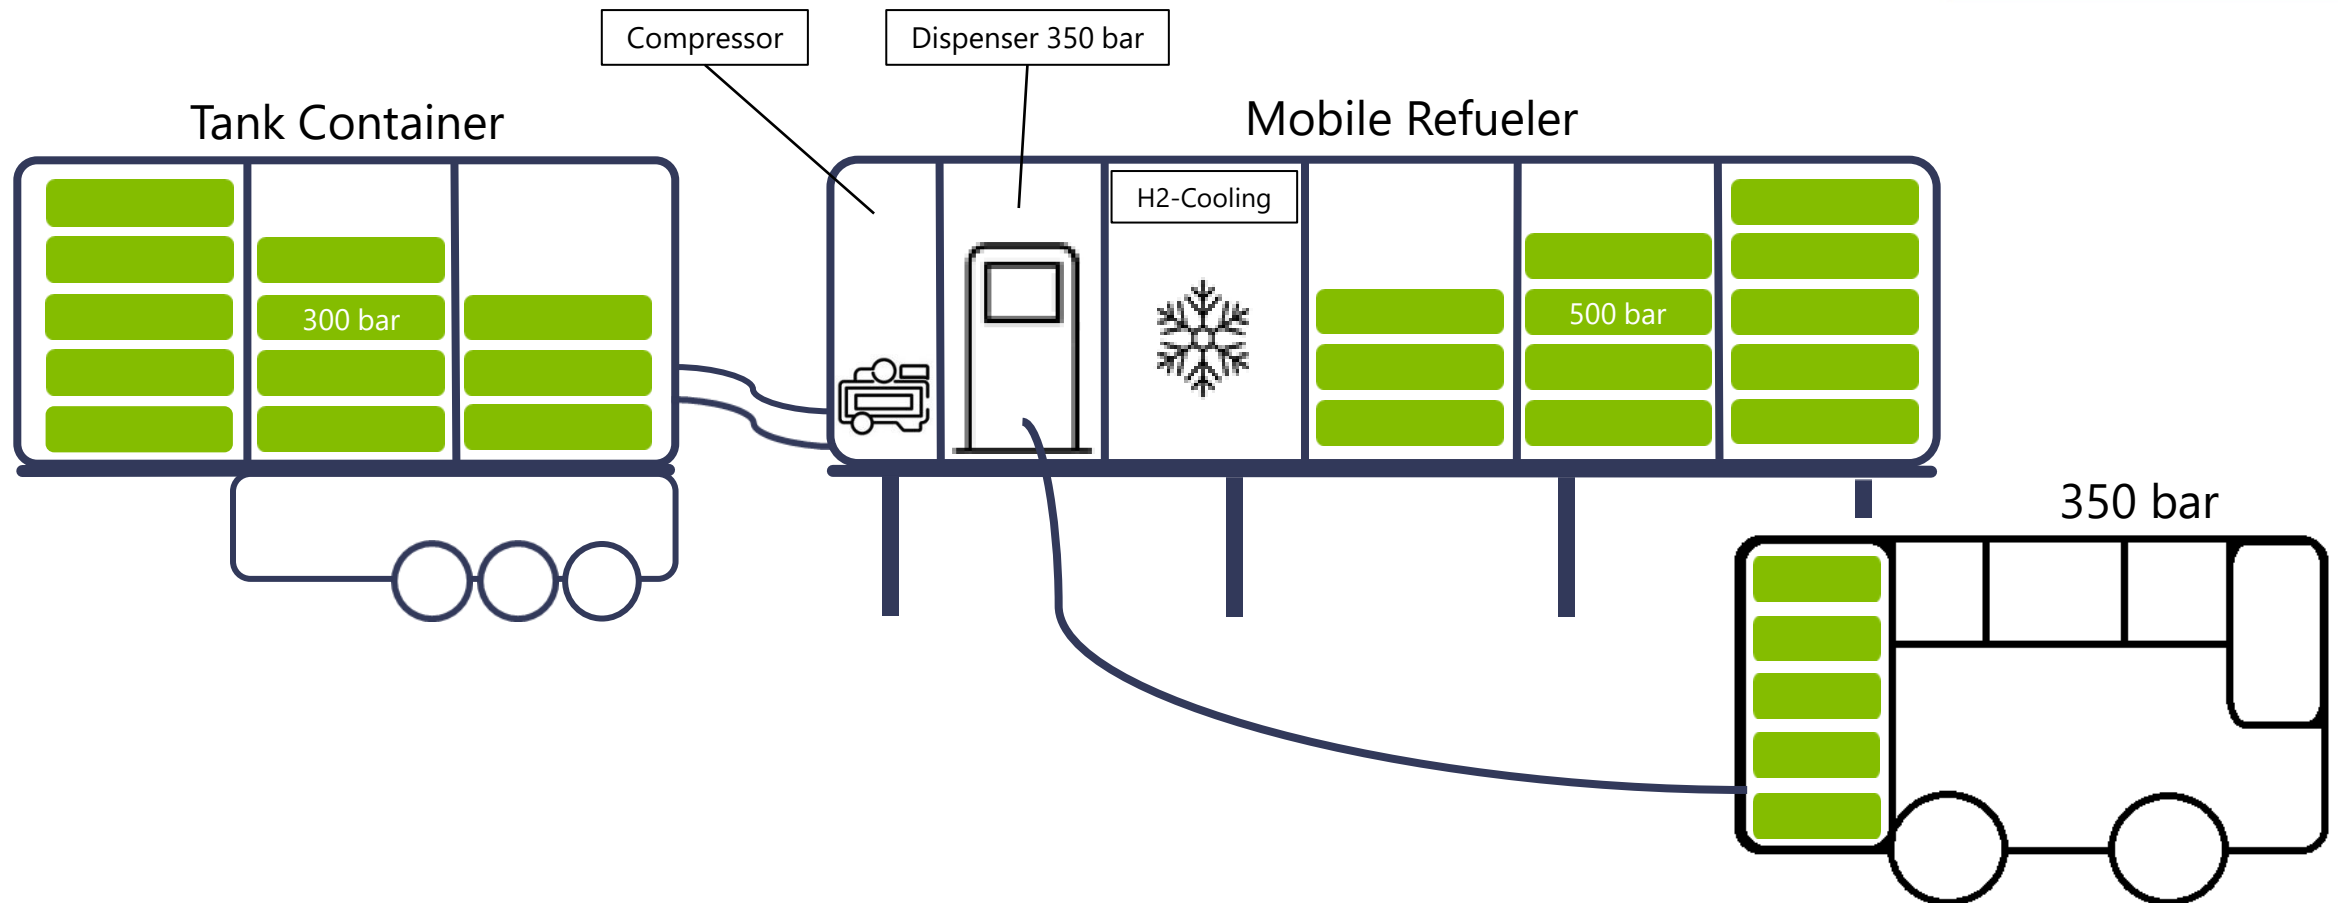 Compressor
Dispenser 350 bar
Tank Container
Mobile Refueler
H2-Cooling
300 bar
500 bar
350 bar